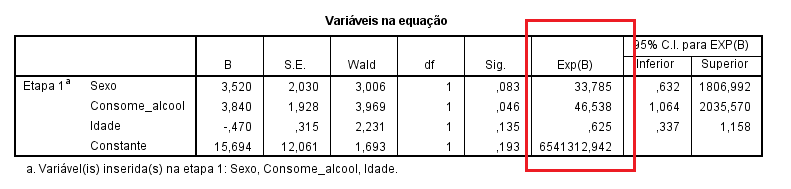 Variáveis na equação
95% C.I. para EXP(B)
B S.E. Wald df Sig. Exp(B) Inferior Superior
Etapa 1a Sexo 3,520 2,030 3,006 1 ,083 33,785 ,632 1806,992
Consome_alcool 3,840 1,928 3,969 1 ,046 46,538 1,064 2035,570
Idade -,470 ,315 2,231 1 ,135 ,625 ,337 1,158
Constante 15,694 12,061 1,693 1 ,193 6541312,942
a. Variável(is) inserida(s) na etapa 1: Sexo, Consome_alcool, Idade.